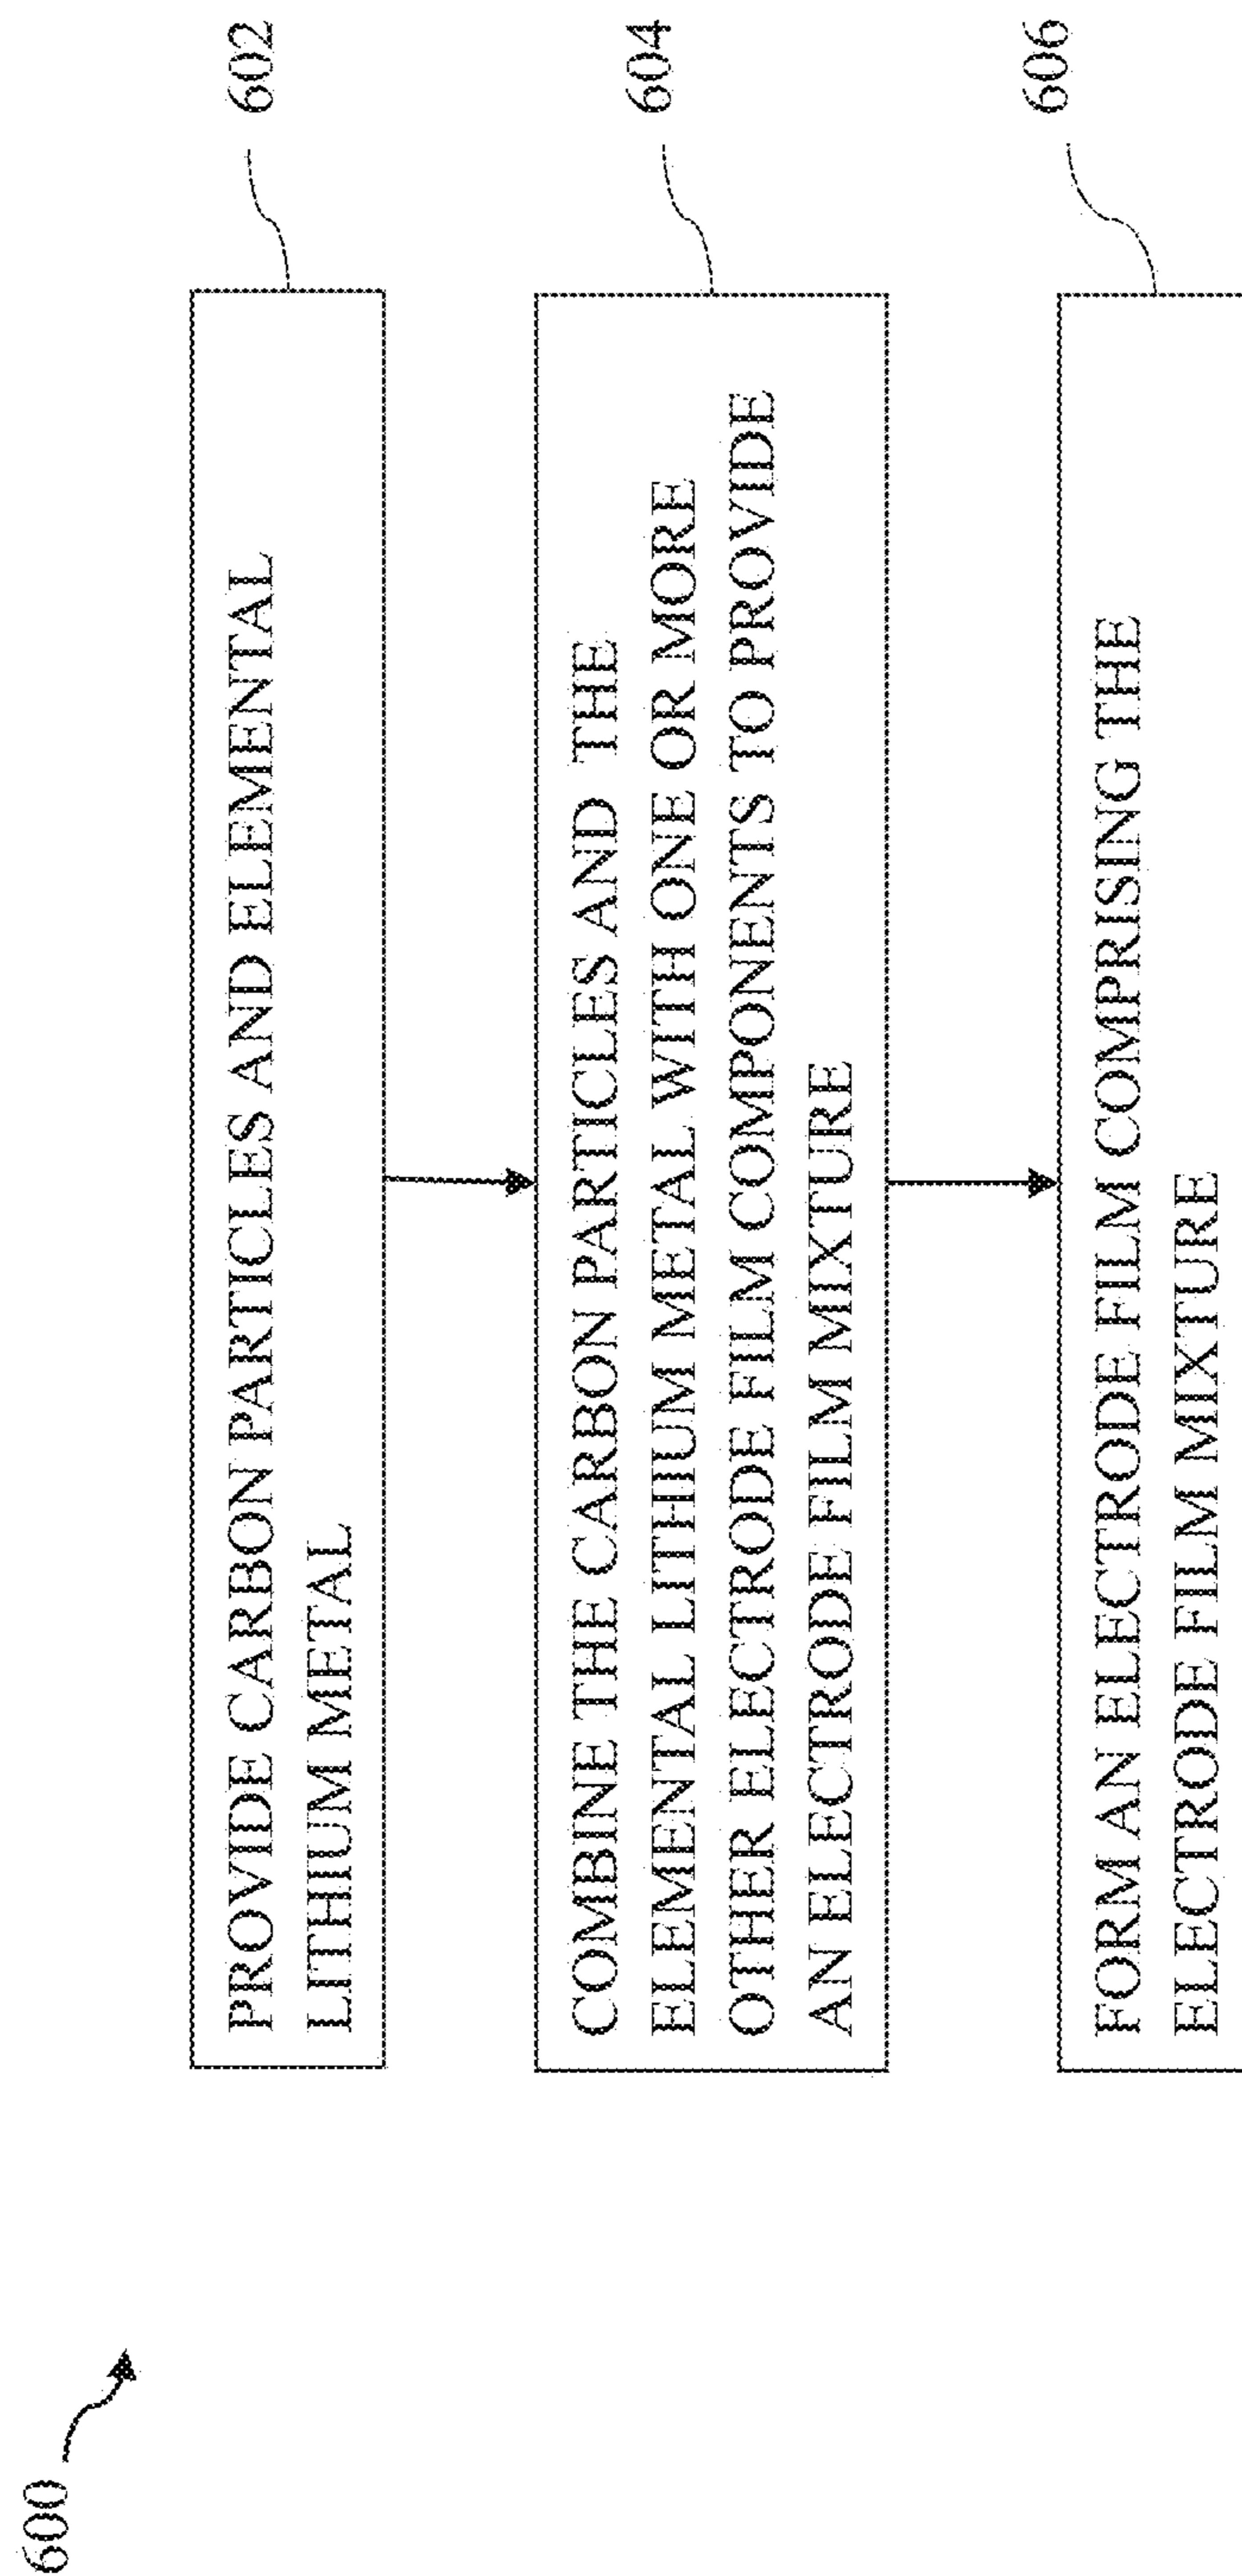 600
602
PROVIDE CARBON PARTICLES AND ELEMENTAL
LITHIUM METAL
604
COMBINE THE CARBON PARTICLES AND THE
ELEMENTAL LITHIUM METAL WITH ONE OR MORE
OTHER ELECTRODE FILM COMPONENTS TO PROVIDE
AN ELECTRODE FILM MIXTURE
606
FORM AN ELECTRODE FILM COMPRISING THE
ELECTRODE FILM MIXTURE